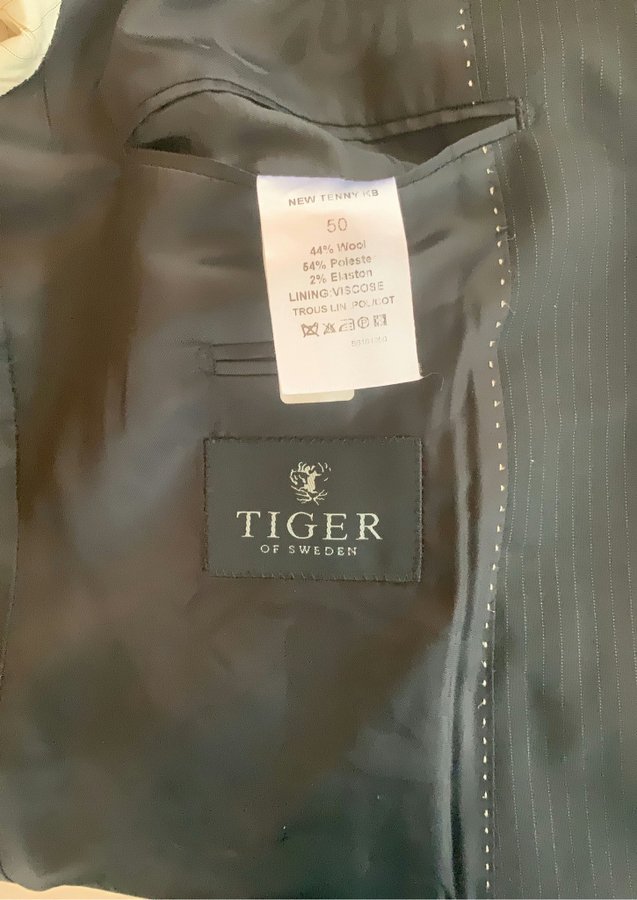 NEW TENNY KB
50
44% Wool
54% Poleste
2% Elaston
LINING:VISCOSE
TROUS LIN .POL/COT
TIGER
OF SWEDEN